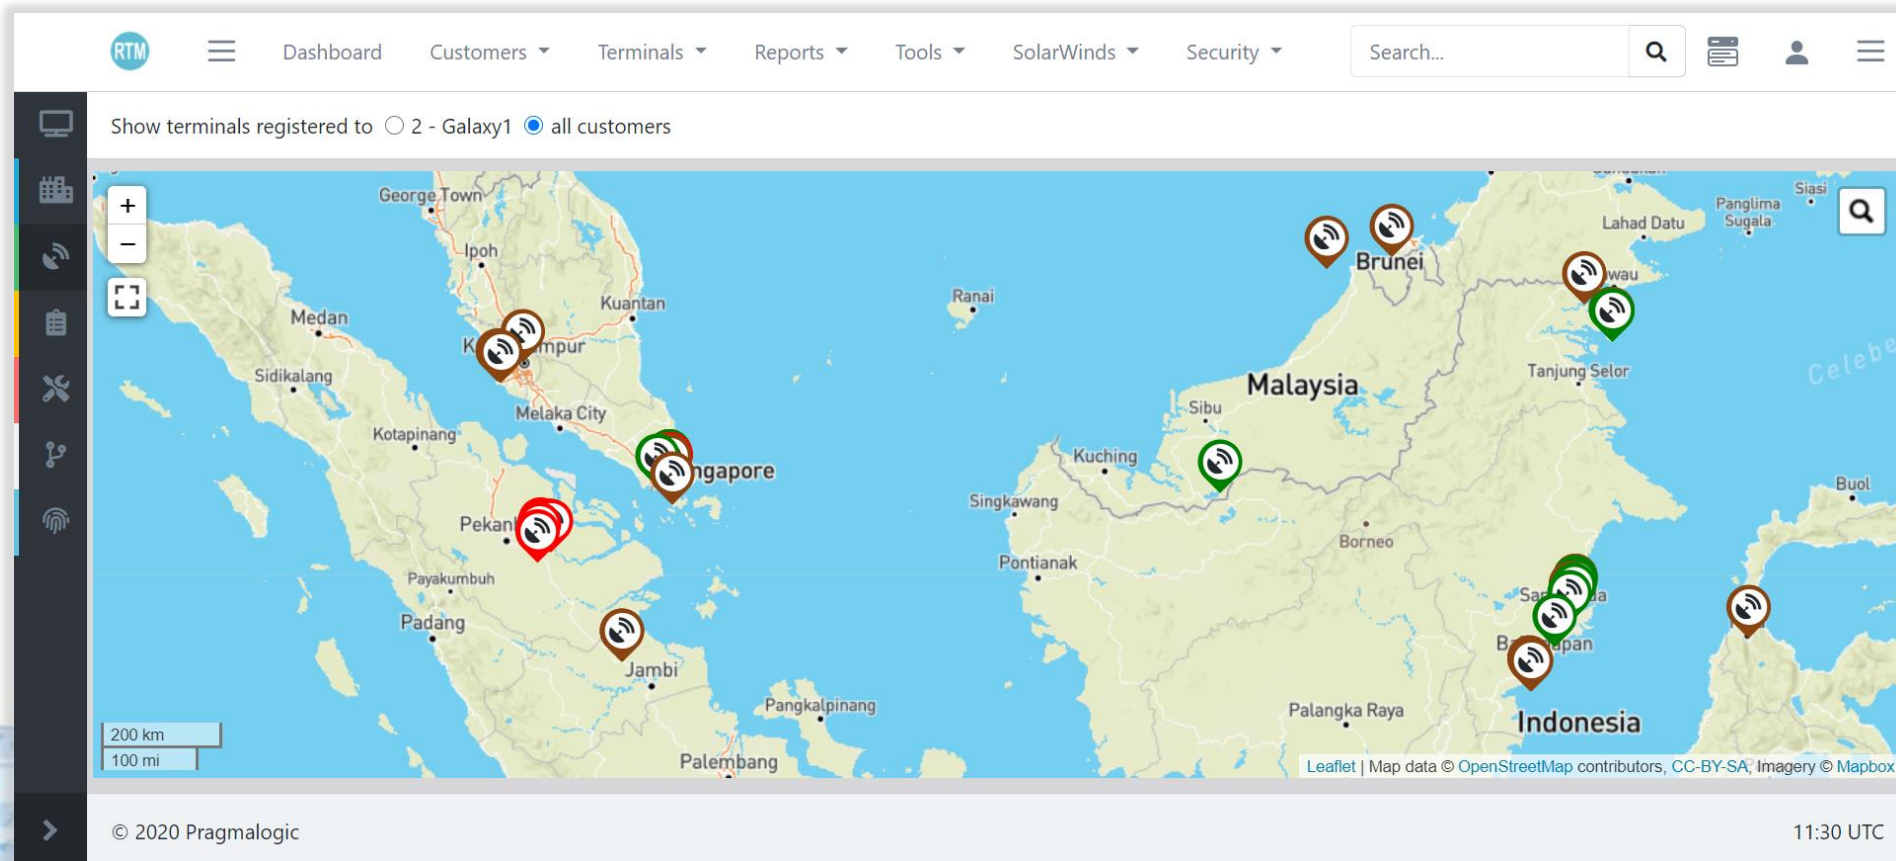 RTM
Dashboard
Customers
Terminals
Reports
Tools
SolarWinds
Security
Search...
Show terminals registered to 2 - Galaxy1 all customers
+
−
George Town
Ipoh
Kuantan
Medan
Sidikalang
Melaka City
Kotapinang
Payakumbuh
Padang
Jambi
Pangkalpinang
Palembang
Ranai
Brunei
Lahad Datu
Panglima
Sugala
Siasi
Tanjung Selor
Malaysia
Sibu
Kuching
Singkawang
Pontianak
Borneo
Buol
Palangka Raya
Indonesia
200 km
100 mi
Leaflet | Map data © OpenStreetMap contributors, CC-BY-SA, Imagery © Mapbox
© 2020 Pragmalogic
11:30 UTC